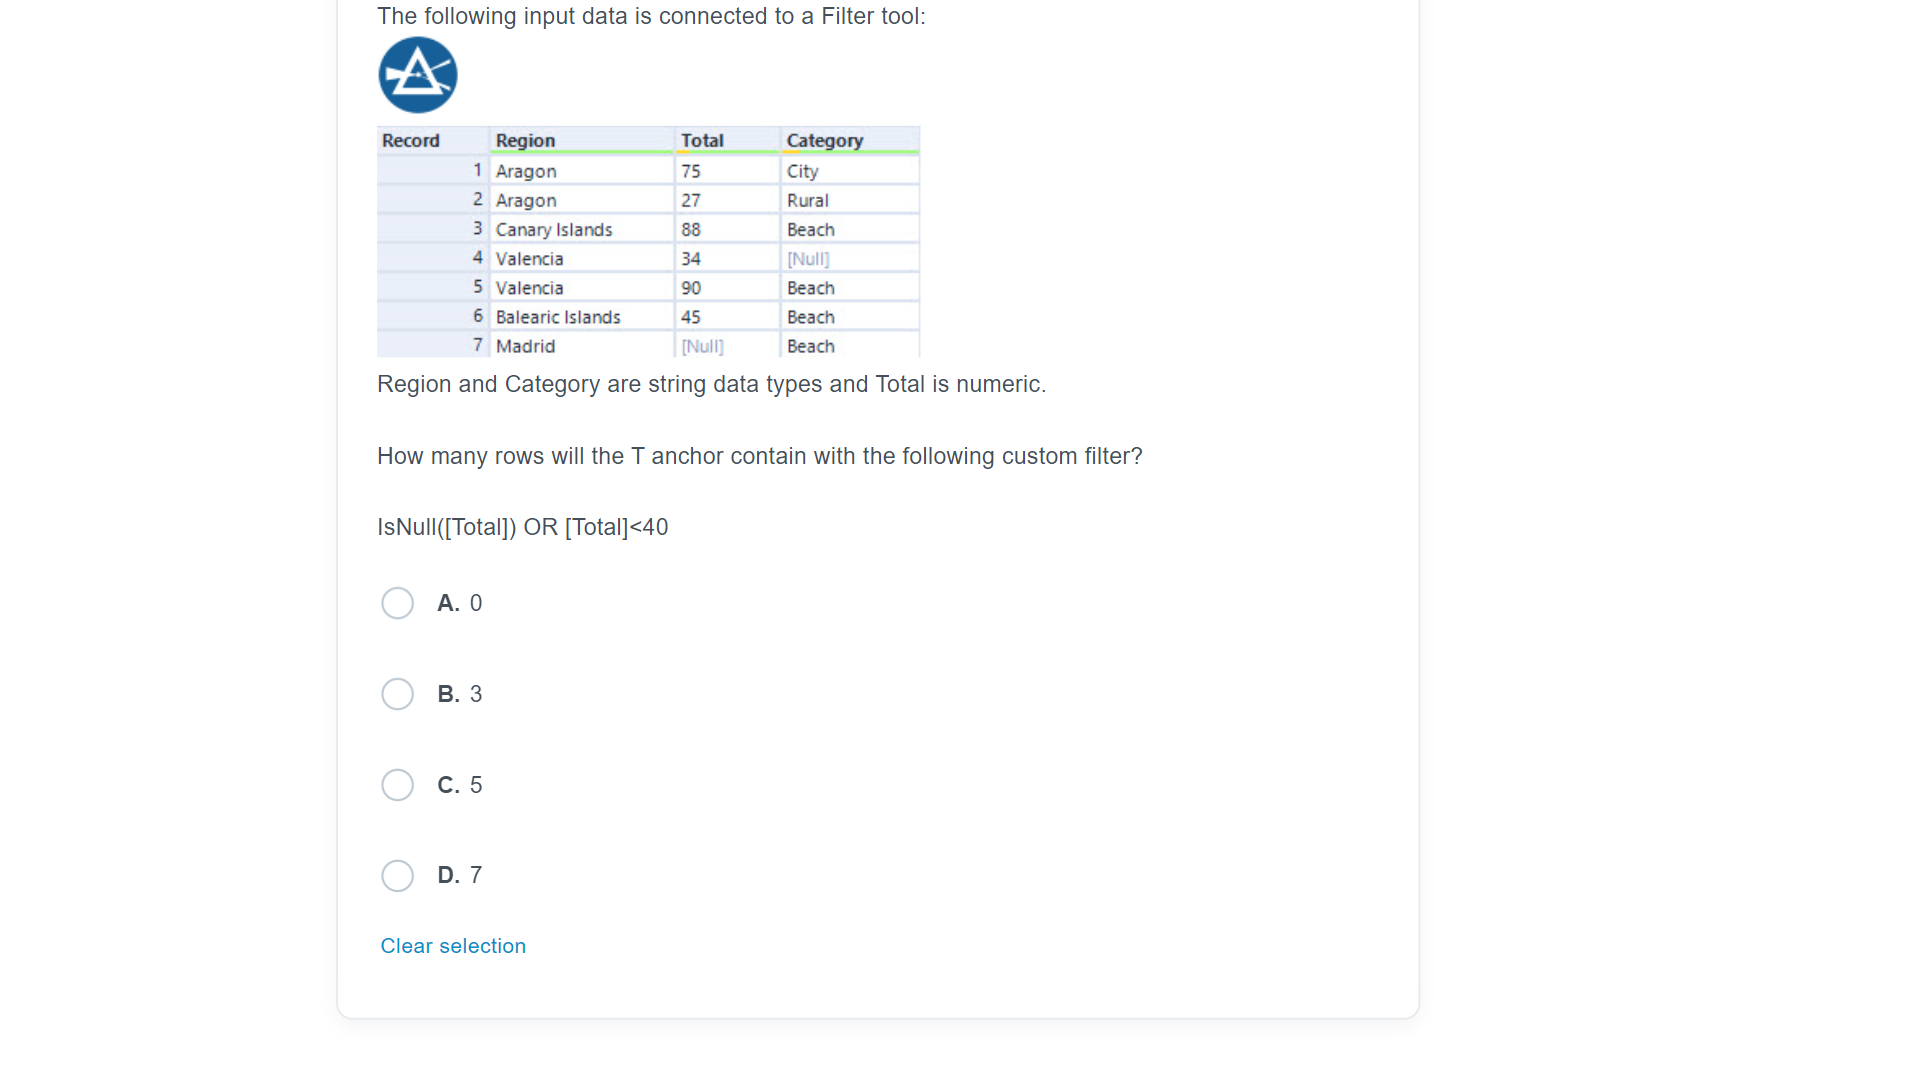 The following input data is connected to a Filter tool:
Record Region Total Category
1 Aragon 75 City
2 Aragon 27 Rural
3 Canary Islands 88 Beach
4 Valencia 34 [Null]
5 Valencia 90 Beach
6 Balearic Islands 45 Beach
7 Madrid [Null] Beach
Region and Category are string data types and Total is numeric.
How many rows will the T anchor contain with the following custom filter?
IsNull([Total]) OR [Total]<40
A. 0
B. 3
C. 5
D. 7
Clear selection